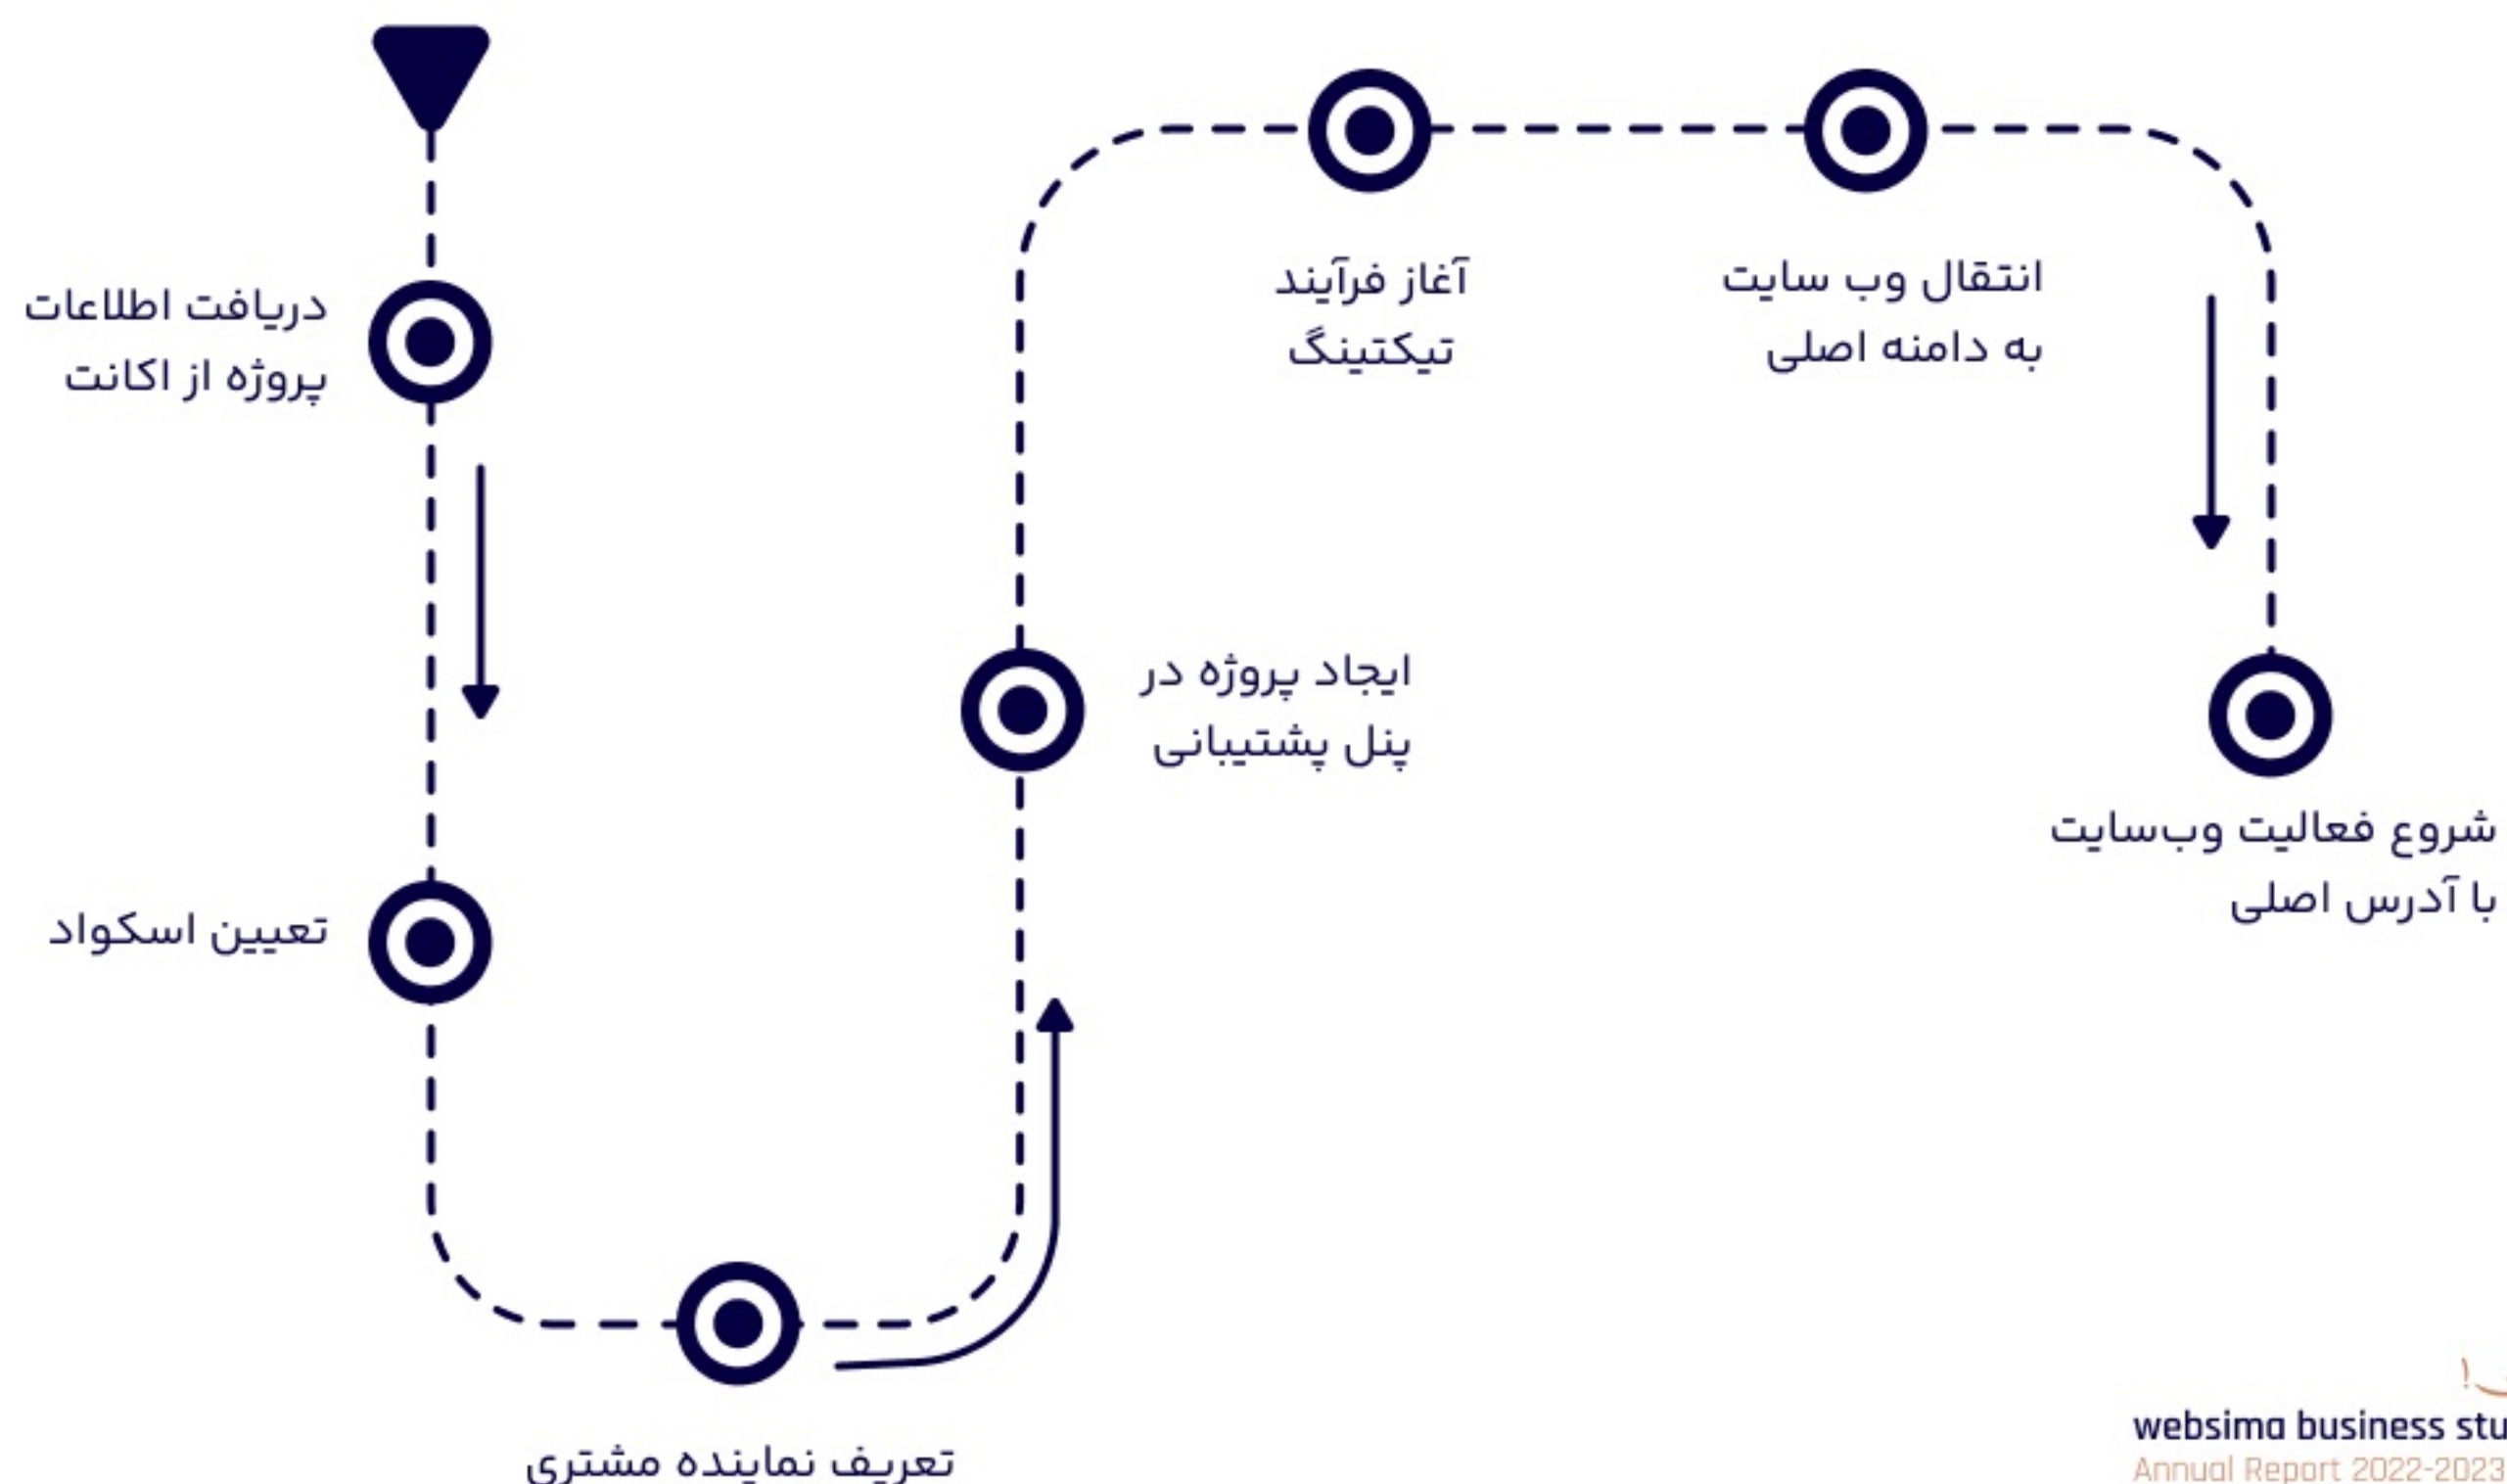 دریافت اطلاعات
پروژه از اکانت
تعیین اسکواد
تعریف نماینده مشتری
ایجاد پروژه در
پنل پشتیبانی
آغاز فرآیند
تیکتینگ
انتقال وب سایت
به دامنه اصلی
شروع فعالیت وب‌سایت
با آدرس اصلی
websima business stu
Annual Report 2022-2023